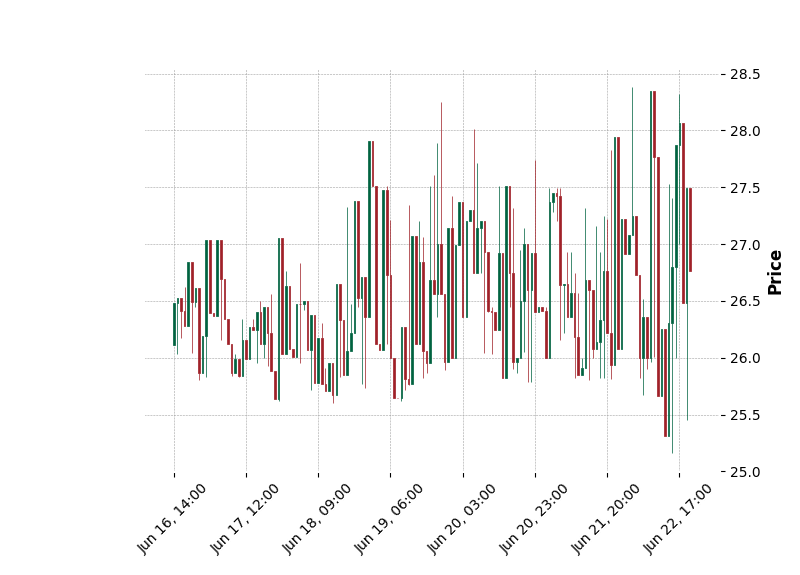 28.5
28.0
27.5
27.0
26.5
26.0
25.5
25.0
Price
Jun 16, 14:00
Jun 17, 12:00
Jun 18, 09:00
Jun 19, 06:00
Jun 20, 03:00
Jun 20, 23:00
Jun 21, 20:00
Jun 22, 17:00